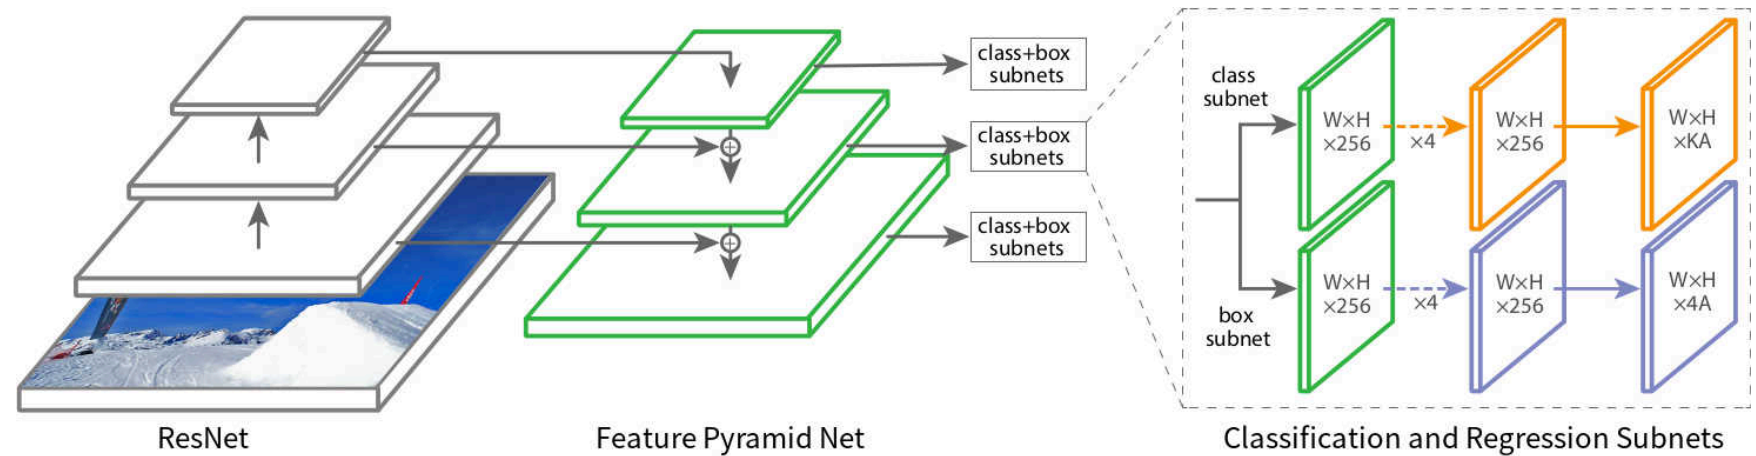 class+box
subnets
class+box
subnets
class+box
subnets
class
subnet
W×H
×256
×4
W×H
×256
W×H
×KA
box
subnet
W×H
×256
×4
W×H
×256
W×H
×4A
ResNet
Feature Pyramid Net
Classification and Regression Subnets